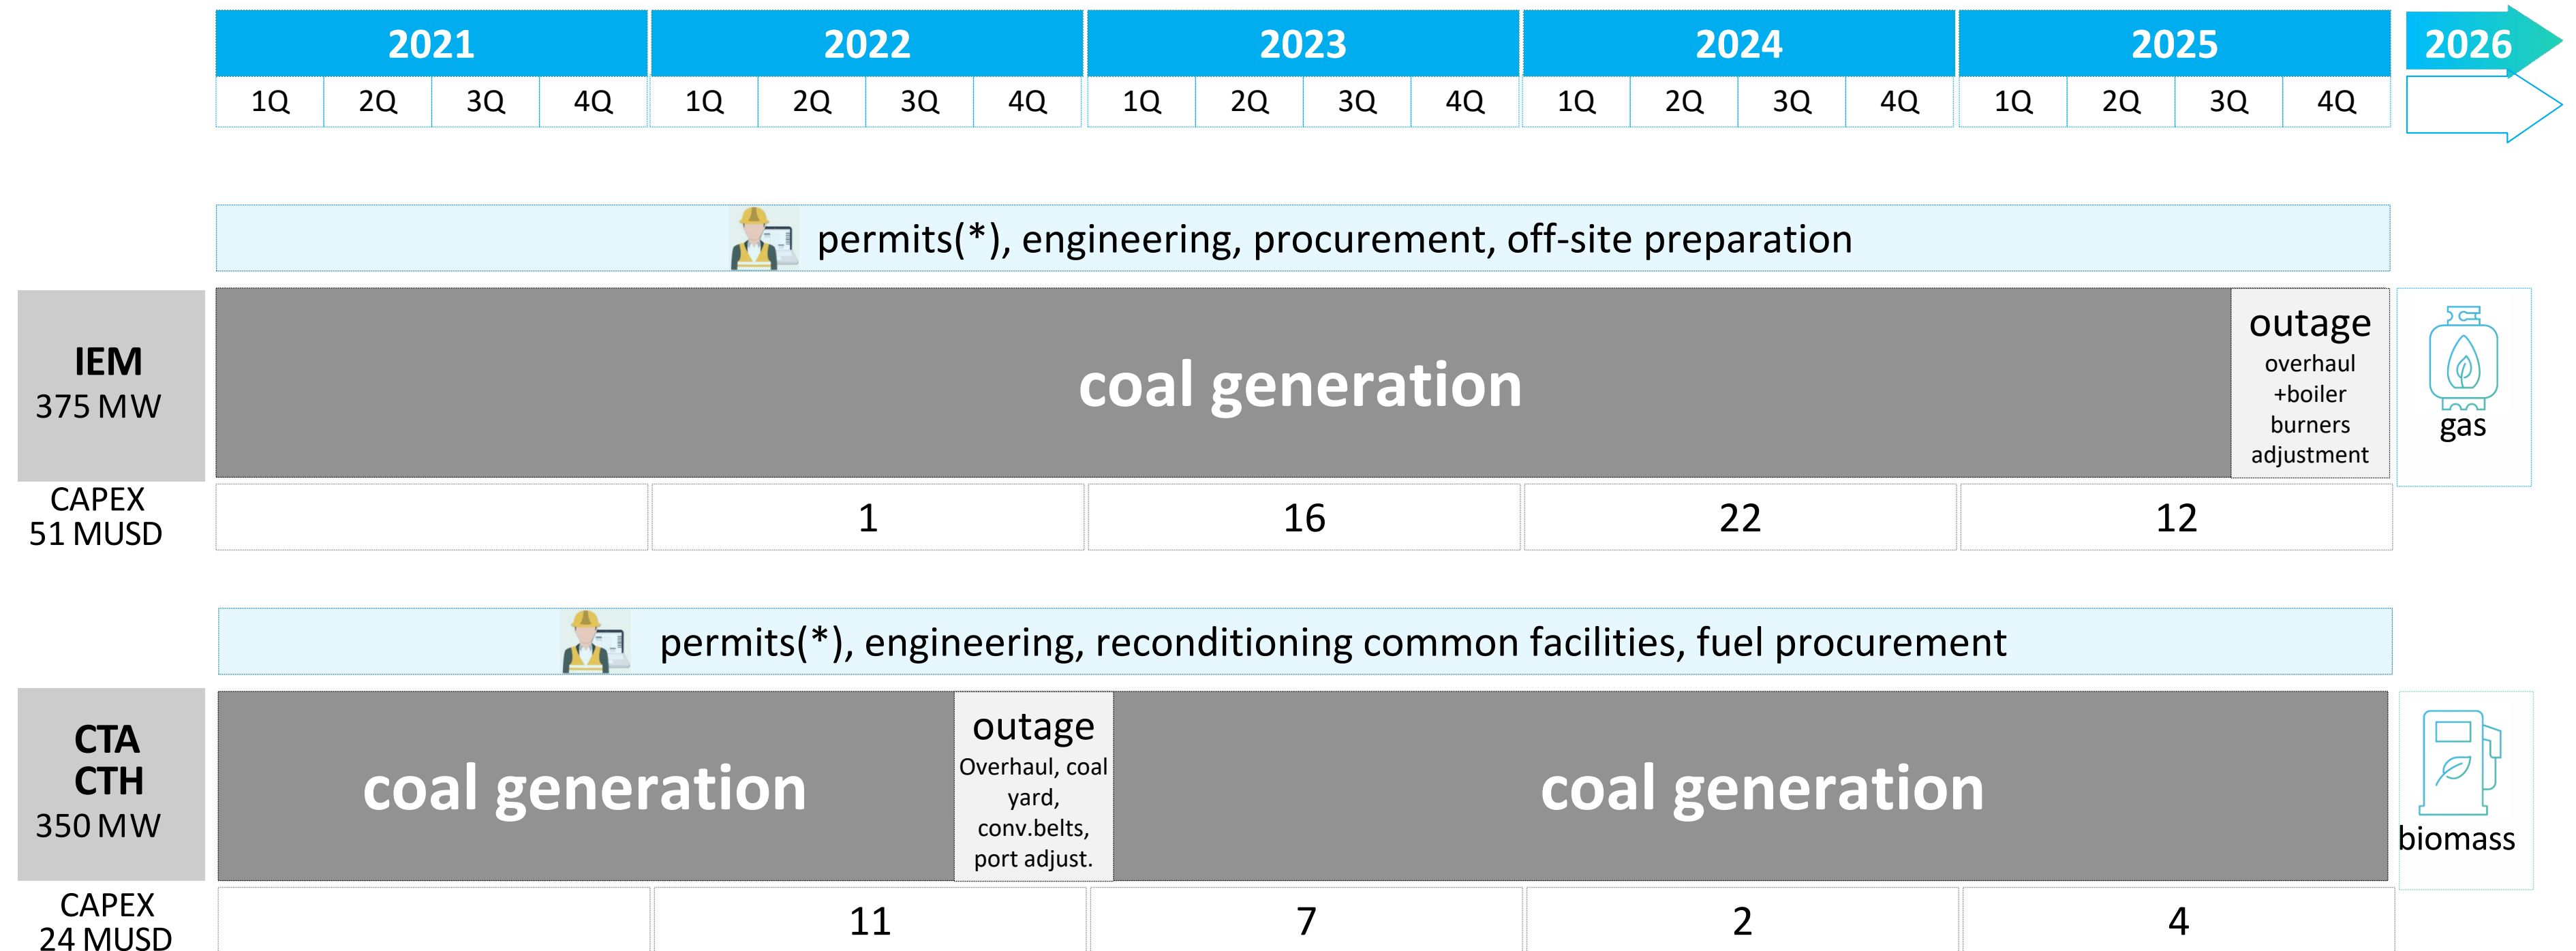 2021 2022 2023 2024 2025 2026
1Q 2Q 3Q 4Q 1Q 2Q 3Q 4Q 1Q 2Q 3Q 4Q 1Q 2Q 3Q 4Q 1Q 2Q 3Q 4Q
permits(*), engineering, procurement, off-site preparation
IEM
375 MW
coal generation
outage
overhaul
+boiler
burners
adjustment
gas
CAPEX
51 MUSD
1 16 22 12
permits(*), engineering, reconditioning common facilities, fuel procurement
CTA
CTH
350 MW
coal generation
outage
Overhaul, coal
yard,
conv.belts,
port adjust.
coal generation
biomass
CAPEX
24 MUSD
11 7 2 4